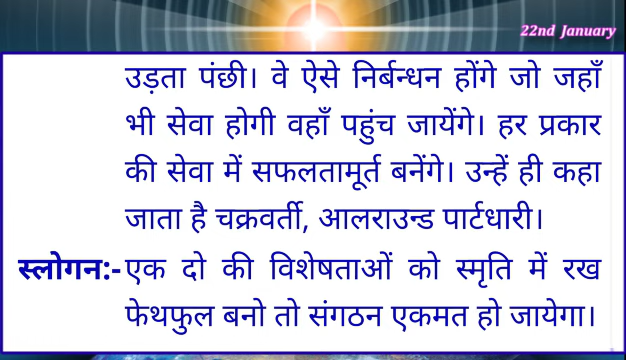 22nd January
उड़ता पंछी। वे ऐसे निर्बन्धन होंगे जो जहाँ
भी सेवा होगी वहाँ पहुंच जायेंगे। हर प्रकार
की सेवा में सफलतामूर्त बनेंगे। उन्हें ही कहा
जाता है चक्रवर्ती, आलराउन्ड पार्टधारी।
स्लोगन:- एक दो की विशेषताओं को स्मृति में रख
फेथफुल बनो तो संगठन एकमत हो जायेगा।